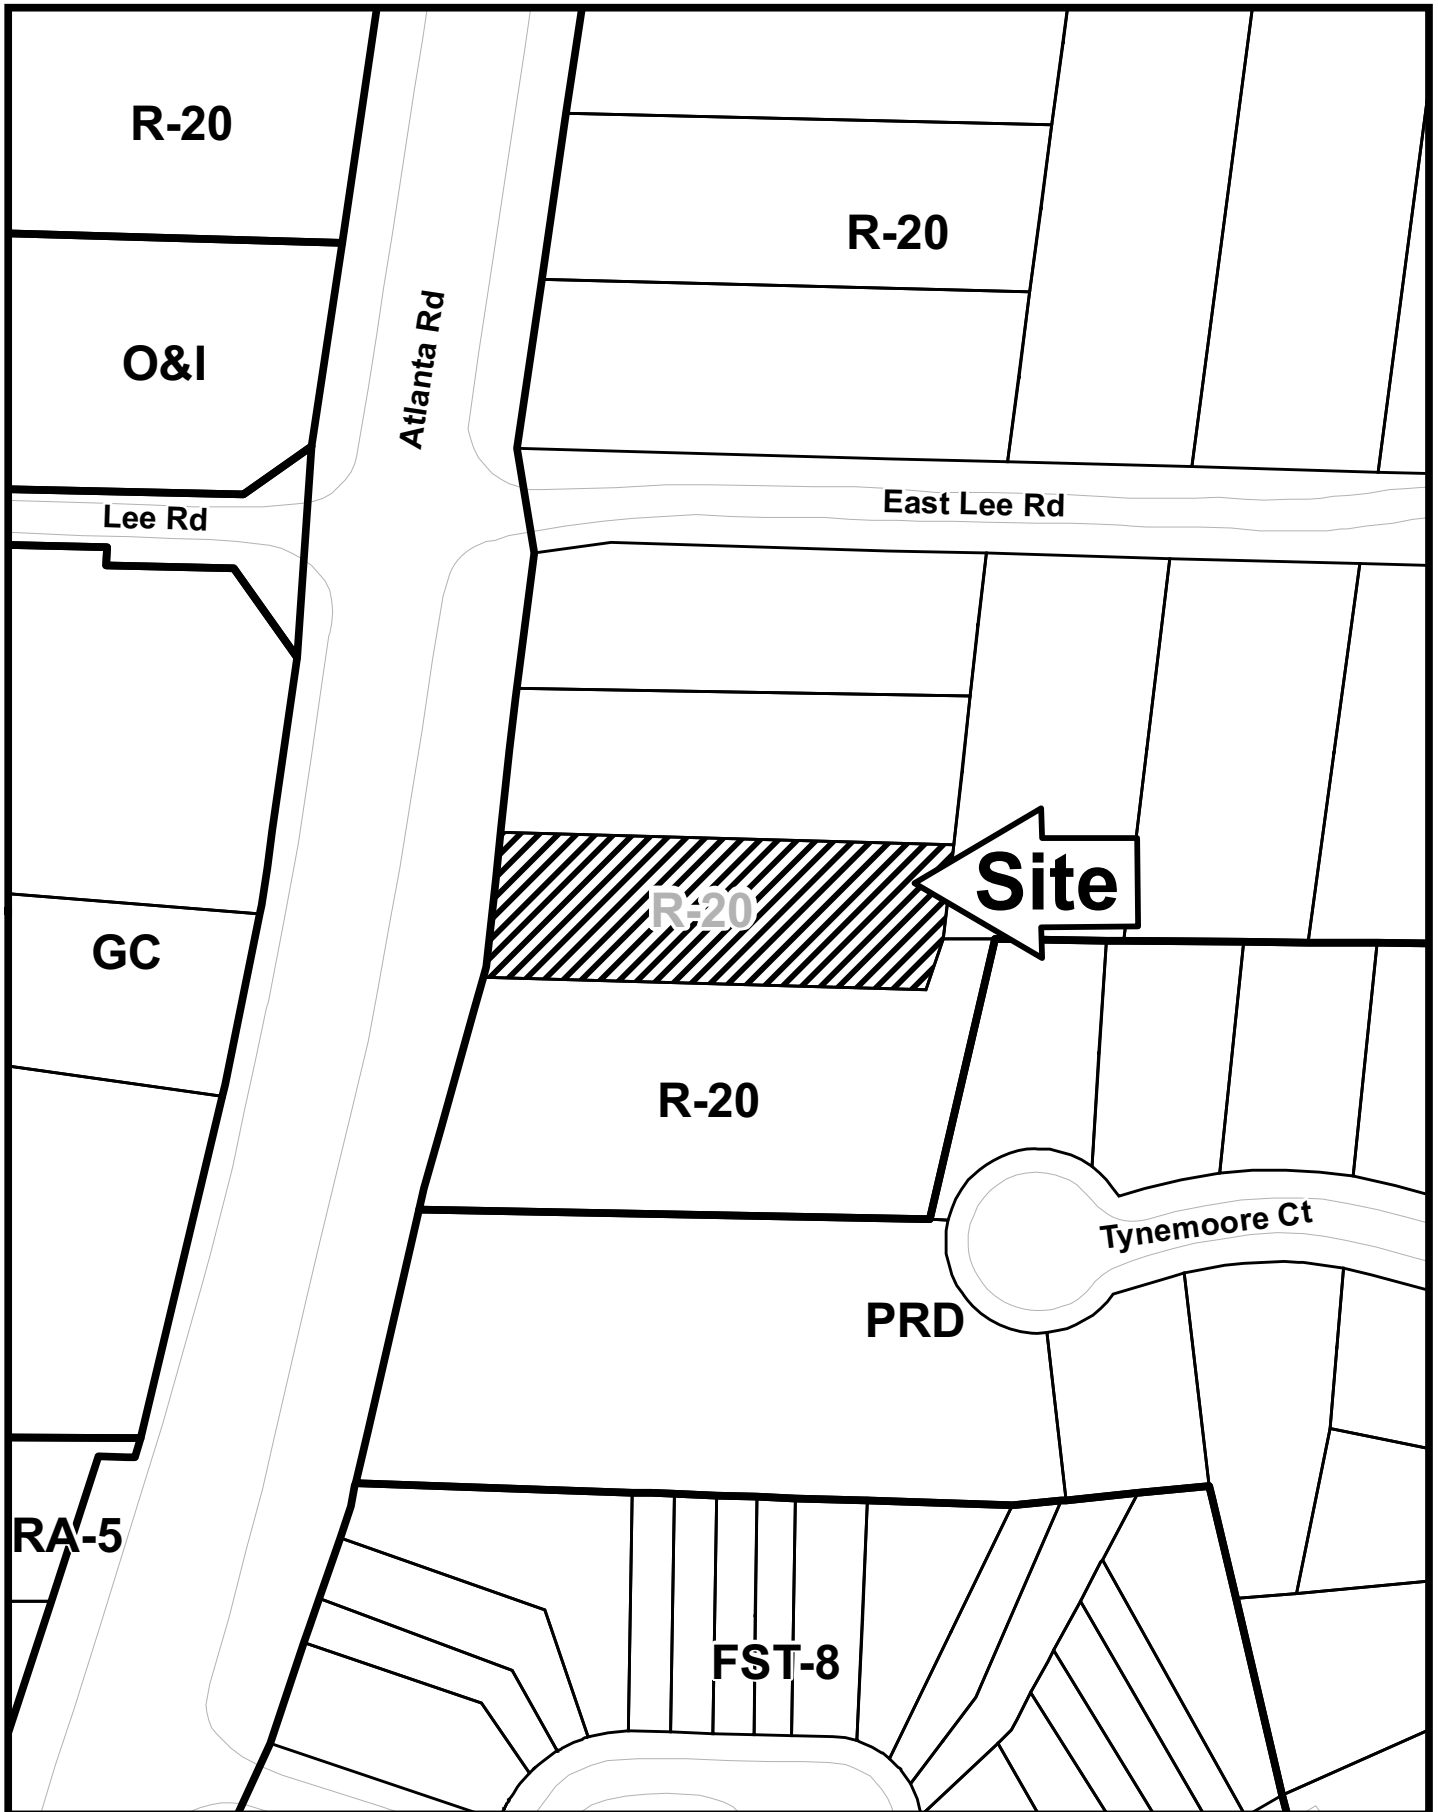 R-20
R-20
Atlanta Rd
O&I
East Lee Rd
Lee Rd
Site
R-20
GC
R-20
Tynemoore Ct
PRD
RA-5
FST-8